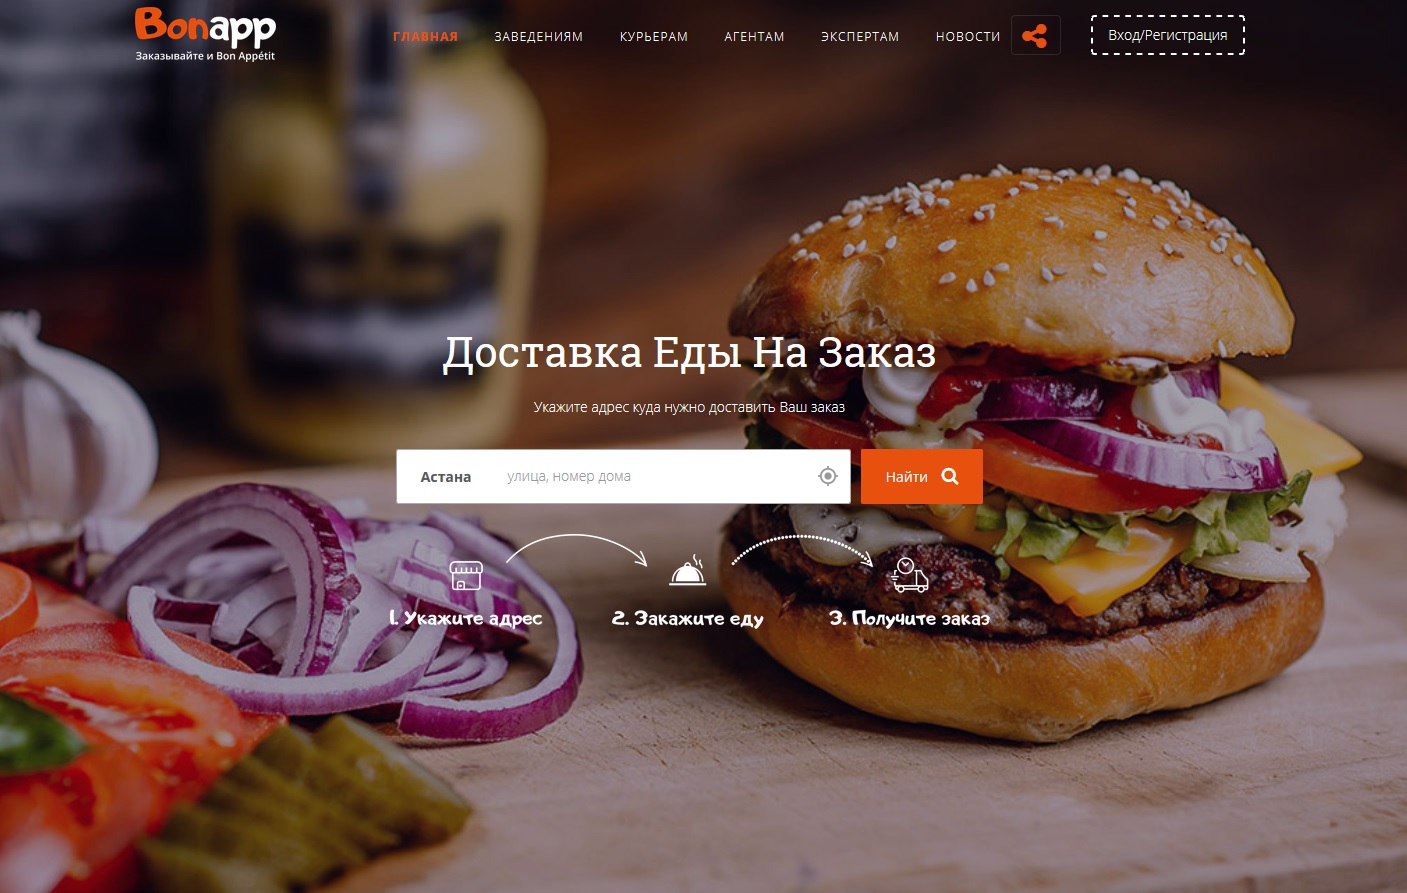 Bonapp
Заказывайте и Bon Appétit
ГЛАВНАЯ ЗАВЕДЕНИЯМ КУРЬЕРАМ АГЕНТАМ ЭКСПЕРТАМ НОВОСТИ Вход/Регистрация
Доставка Еды На Заказ
Укажите адрес куда нужно доставить Ваш заказ
Астана улица, номер дома Найти
1. Укажите адрес 2. Закажите еду 3. Получите заказ